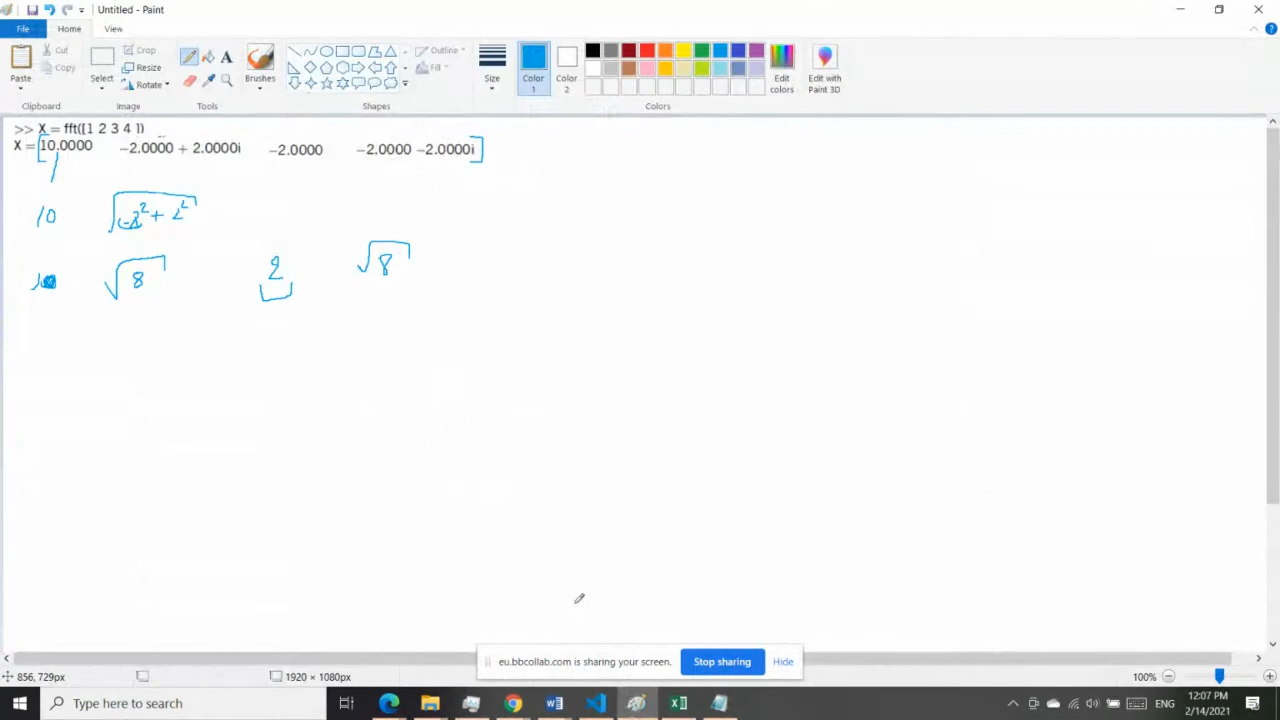 Untitled - Paint
File Home View
Paste
Cut
Copy
Clipboard
Select
Crop
Resize
Rotate
Image
Tools
Brushes
Shapes
Outline
Fill
Size
Color 1
Color 2
Colors
Edit colors
Edit with Paint 3D
>> X = fft([1 2 3 4 ])
X = [10.0000 −2.0000 + 2.0000i −2.0000 −2.0000 −2.0000i]
10 √-2² + 2²
√8 2 √8
eu.bbcollab.com is sharing your screen. Stop sharing Hide
856, 729px 1920 × 1080px 100%
Type here to search
ENG
12:07 PM
2/14/2021